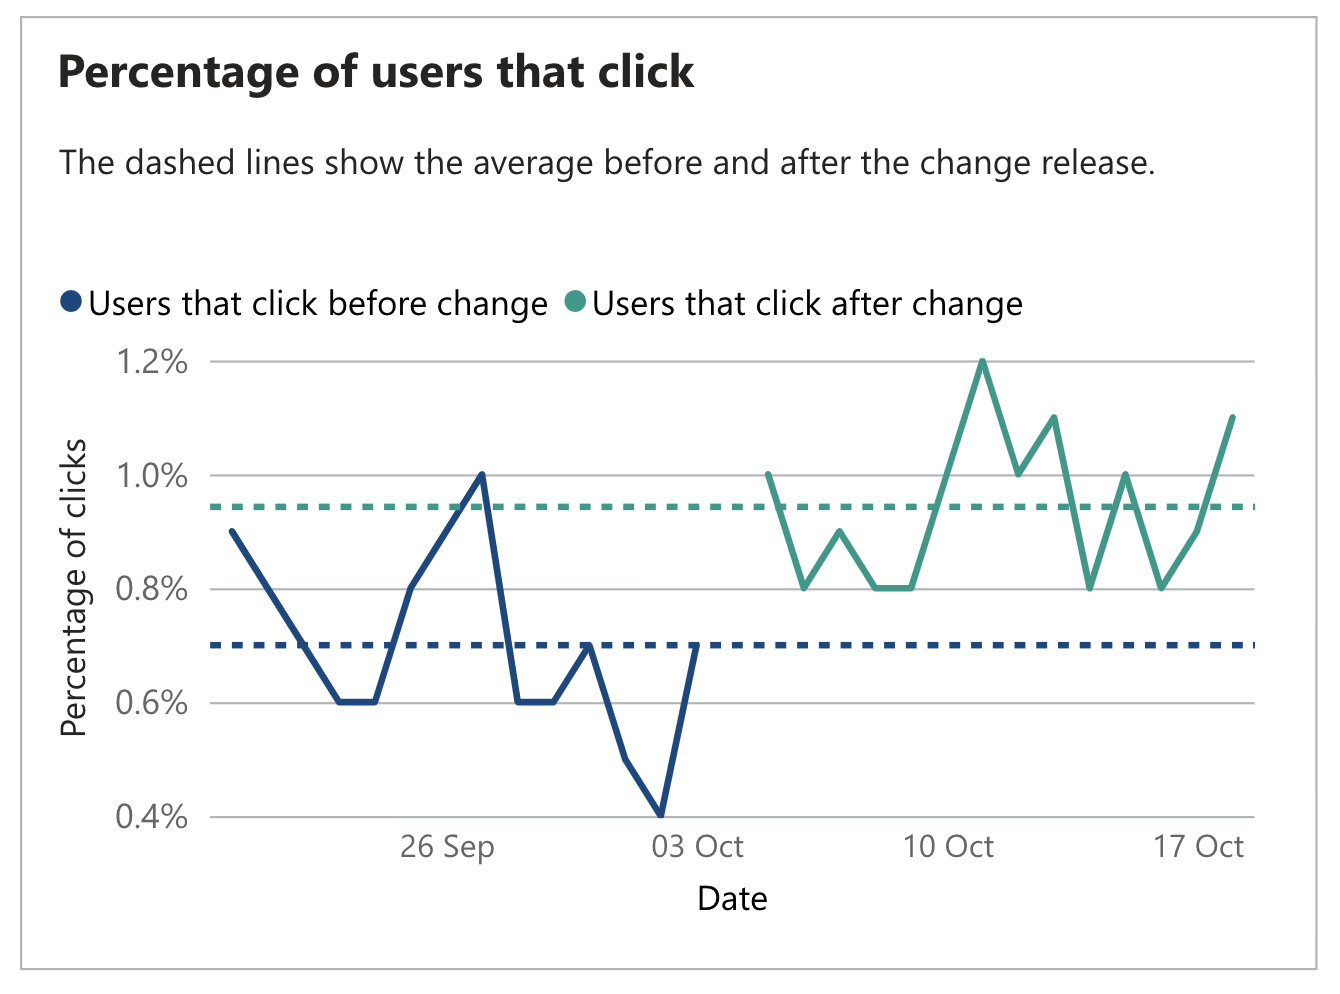 Percentage of users that click
The dashed lines show the average before and after the change release.
Users that click before change Users that click after change
Percentage of clicks
1.2%
1.0%
0.8%
0.6%
0.4%
26 Sep 03 Oct 10 Oct 17 Oct
Date